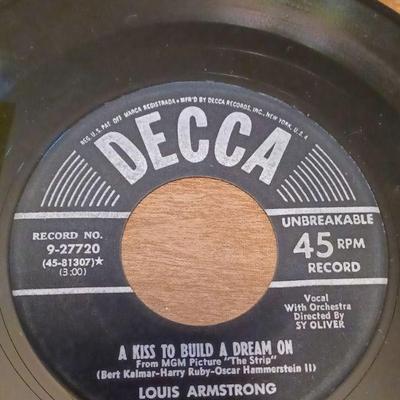 REG. U.S. PAT. OFF. MARCA REGISTRADA • MF'D BY DECCA RECORDS, INC., NEW YORK, U.S.A.
DECCA
RECORD NO.
9-27720
(45-81307)★
(3:00)
UNBREAKABLE
45 RPM
RECORD
Vocal
With Orchestra
Directed By
SY OLIVER
A KISS TO BUILD A DREAM ON
From MGM Picture "The Strip"
(Bert Kalmar-Harry Ruby-Oscar Hammerstein II)
LOUIS ARMSTRONG